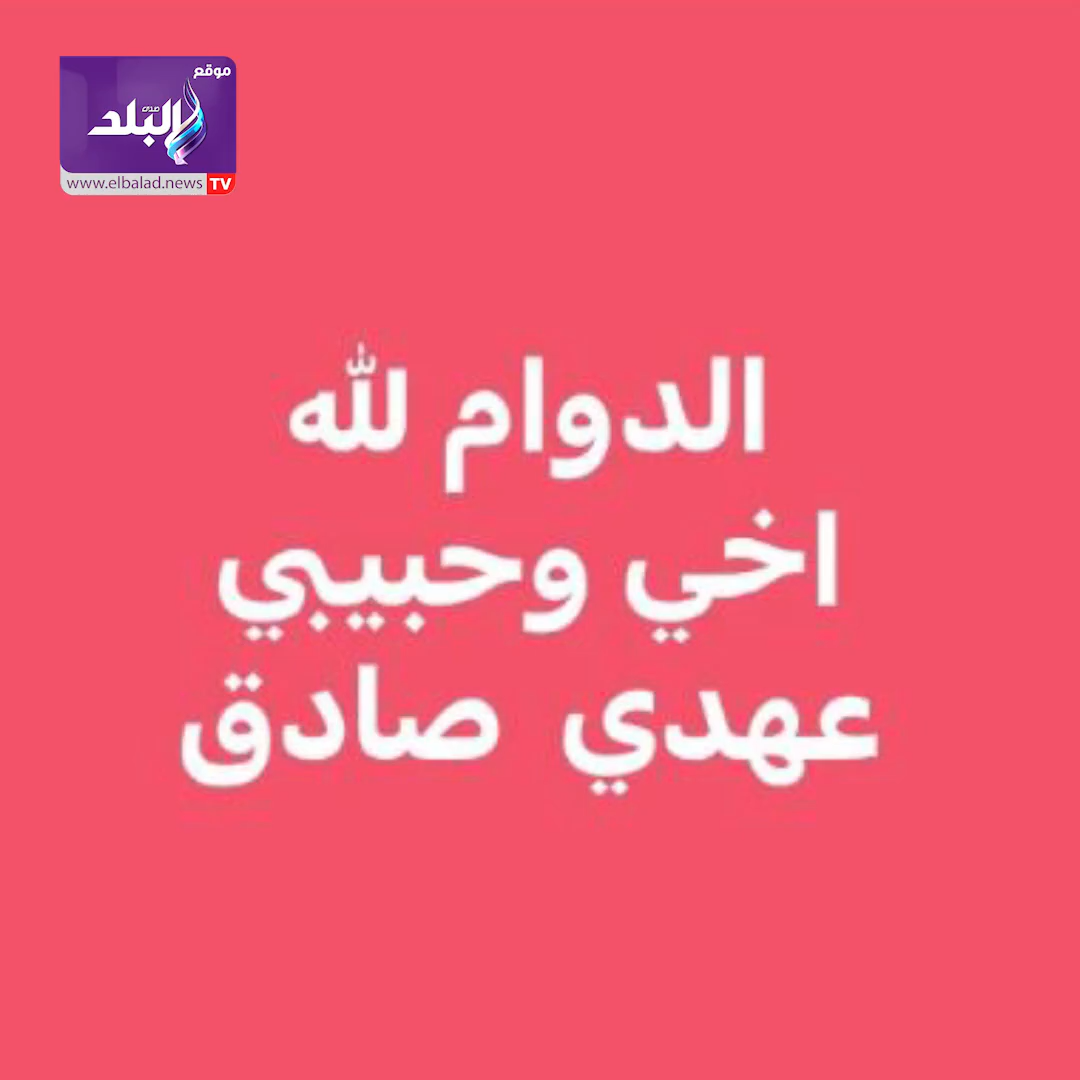 موقع
صدى
البلد
www.elbalad.news TV
الدوام لله
اخي وحبيبي
عهدي صادق